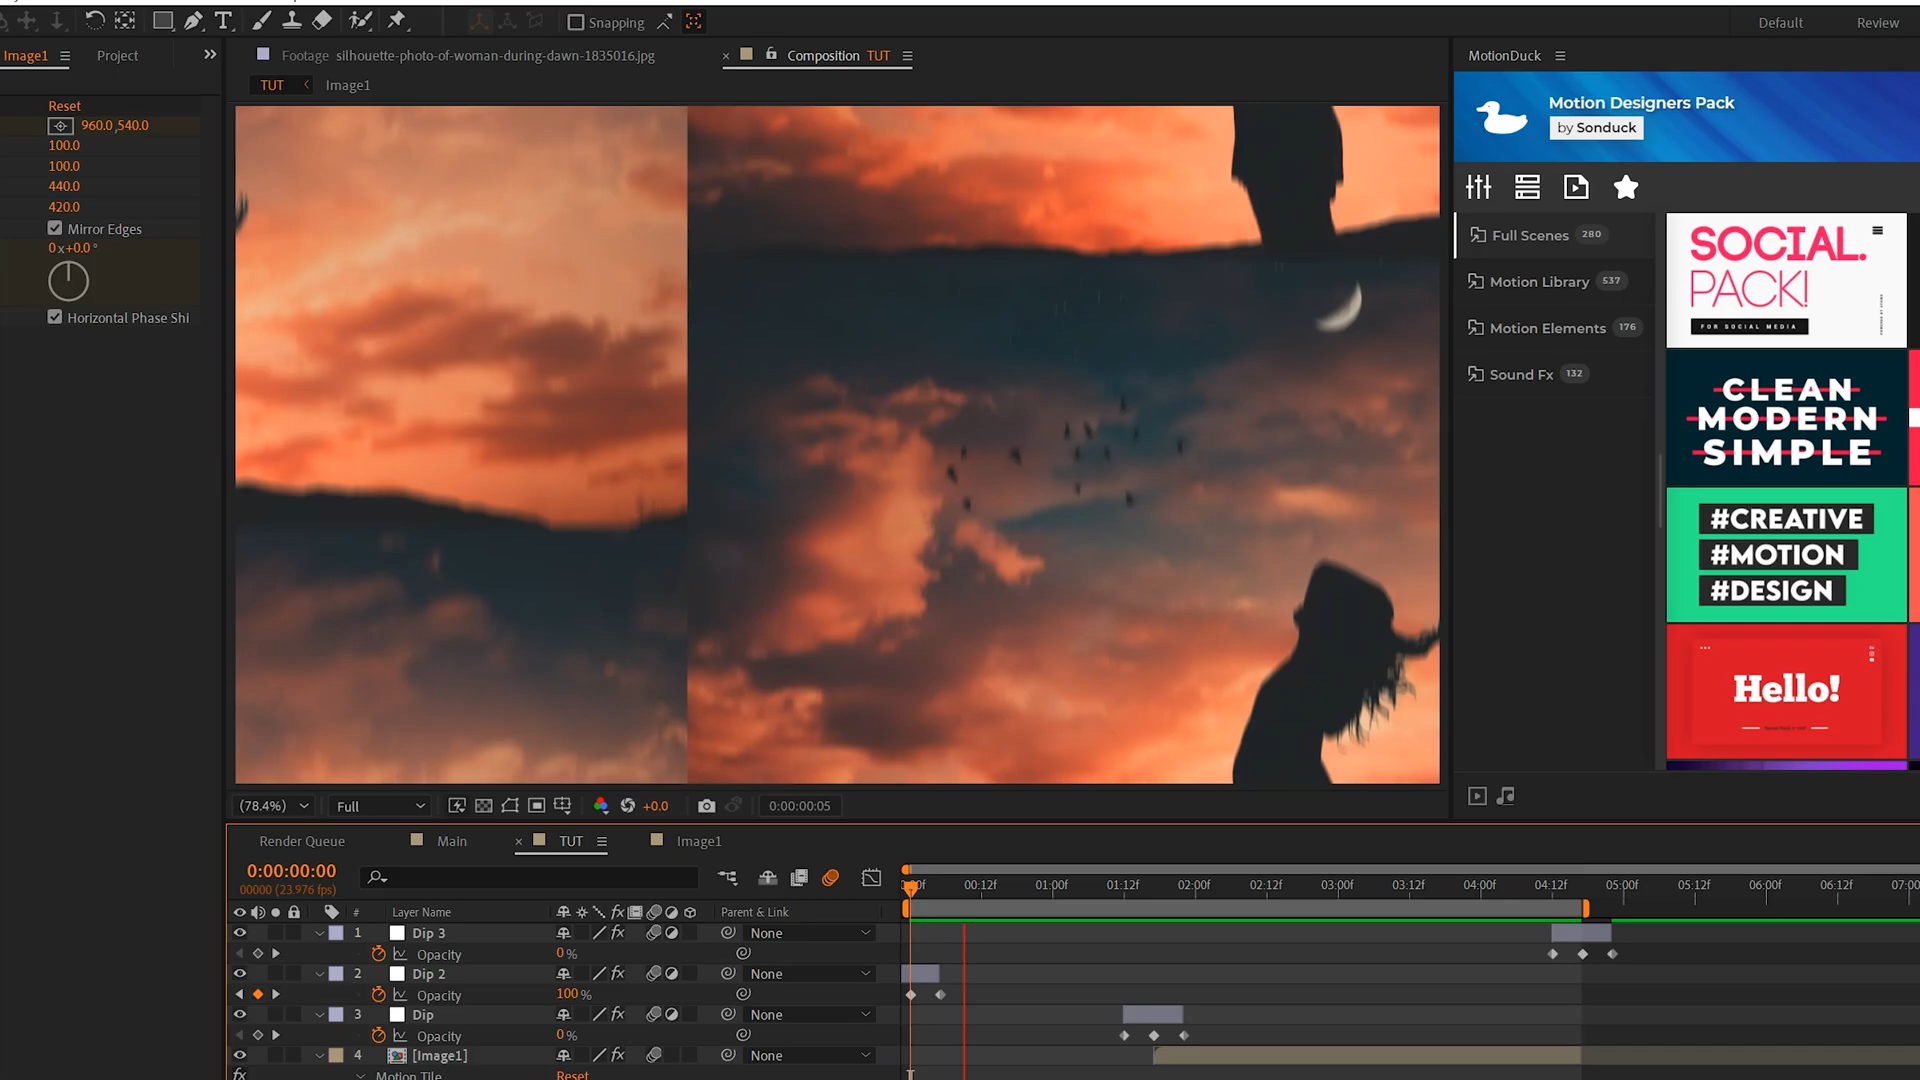 Snapping
Default
Review
Image1
Project
Footage silhouette-photo-of-woman-during-dawn-1835016.jpg
Composition TUT
MotionDuck
TUT
Image1
Reset
960.0,540.0
100.0
100.0
440.0
420.0
Mirror Edges
0x+0.0°
Horizontal Phase Shi
Motion Designers Pack
by Sonduck
Full Scenes 280
Motion Library 537
Motion Elements 176
Sound Fx 132
SOCIAL.
PACK!
FOR SOCIAL MEDIA
CLEAN
MODERN
SIMPLE
#CREATIVE
#MOTION
#DESIGN
Hello!
(78.4%)
Full
+0.0
0:00:00:05
Render Queue
Main
TUT
Image1
0:00:00:00
00000 (23.976 fps)
00f 00:12f 01:00f 01:12f 02:00f 02:12f 03:00f 03:12f 04:00f 04:12f 05:00f 05:12f 06:00f 06:12f 07:00
# Layer Name
fx
Parent & Link
1 Dip 3
fx
None
Opacity
0%
2 Dip 2
fx
None
Opacity
100%
3 Dip
fx
None
Opacity
0%
4 [Image1]
fx
None
fx
Motion Tile
Reset